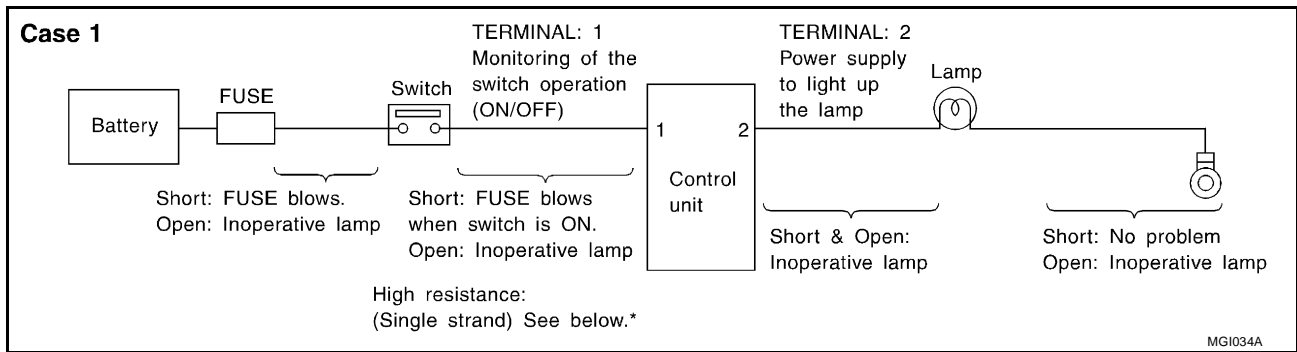 Case 1
TERMINAL: 1
Monitoring of the
switch operation
(ON/OFF)
TERMINAL: 2
Power supply
to light up
the lamp
Lamp
FUSE
Switch
Battery
1
2
Control
unit
Short: FUSE blows.
Open: Inoperative lamp
Short: FUSE blows
when switch is ON.
Open: Inoperative lamp
Short & Open:
Inoperative lamp
Short: No problem
Open: Inoperative lamp
High resistance:
(Single strand) See below.*
MGI034A